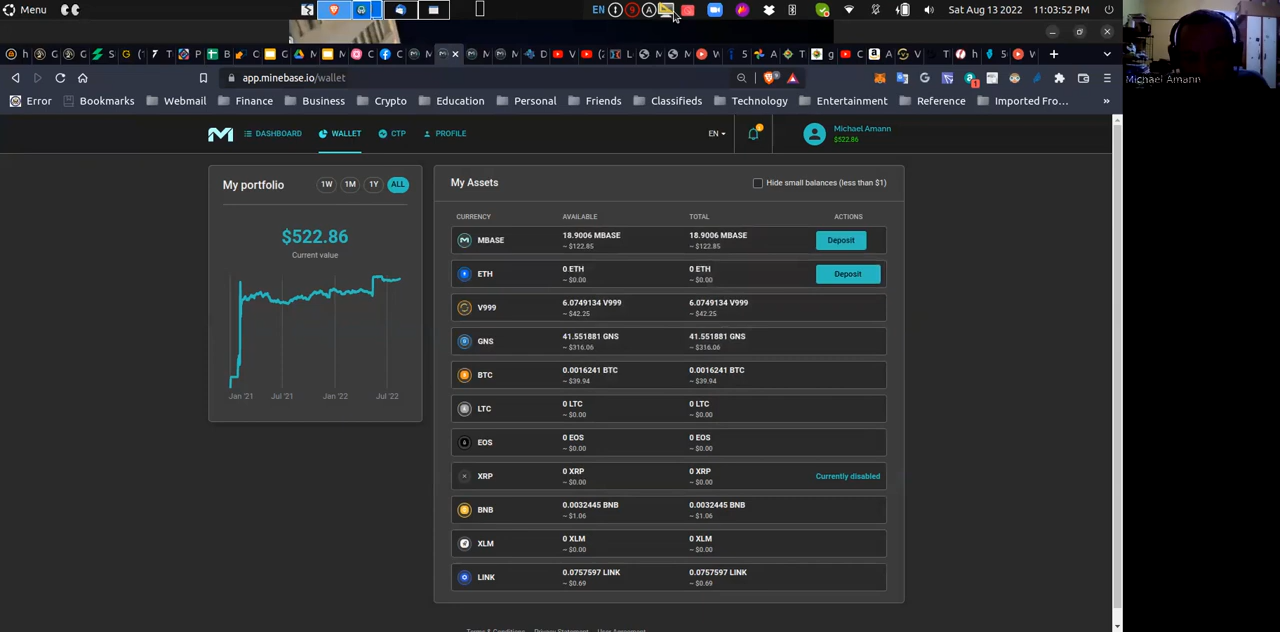 Menu
EN
Sat Aug 13 2022 11:03:52 PM
app.minebase.io/wallet
Error
Bookmarks
Webmail
Finance
Business
Crypto
Education
Personal
Friends
Classifieds
Technology
Entertainment
Reference
Imported Fro...
Michael Amann
DASHBOARD
WALLET
CTP
PROFILE
EN
Michael Amann
$522.86
My portfolio
1W
1M
1Y
ALL
$522.86
Current value
Jan '21
Jul '21
Jan '22
Jul '22
My Assets
Hide small balances (less than $1)
CURRENCY AVAILABLE TOTAL ACTIONS
MBASE 18.9006 MBASE 18.9006 MBASE Deposit
~ $122.85 ~ $122.85
ETH 0 ETH 0 ETH Deposit
~ $0.00 ~ $0.00
V999 6.0749134 V999 6.0749134 V999
~ $42.25 ~ $42.25
GNS 41.551881 GNS 41.551881 GNS
~ $316.06 ~ $316.06
BTC 0.0016241 BTC 0.0016241 BTC
~ $39.94 ~ $39.94
LTC 0 LTC 0 LTC
~ $0.00 ~ $0.00
EOS 0 EOS 0 EOS
~ $0.00 ~ $0.00
XRP 0 XRP 0 XRP Currently disabled
~ $0.00 ~ $0.00
BNB 0.0032445 BNB 0.0032445 BNB
~ $1.06 ~ $1.06
XLM 0 XLM 0 XLM
~ $0.00 ~ $0.00
LINK 0.0757597 LINK 0.0757597 LINK
~ $0.69 ~ $0.69